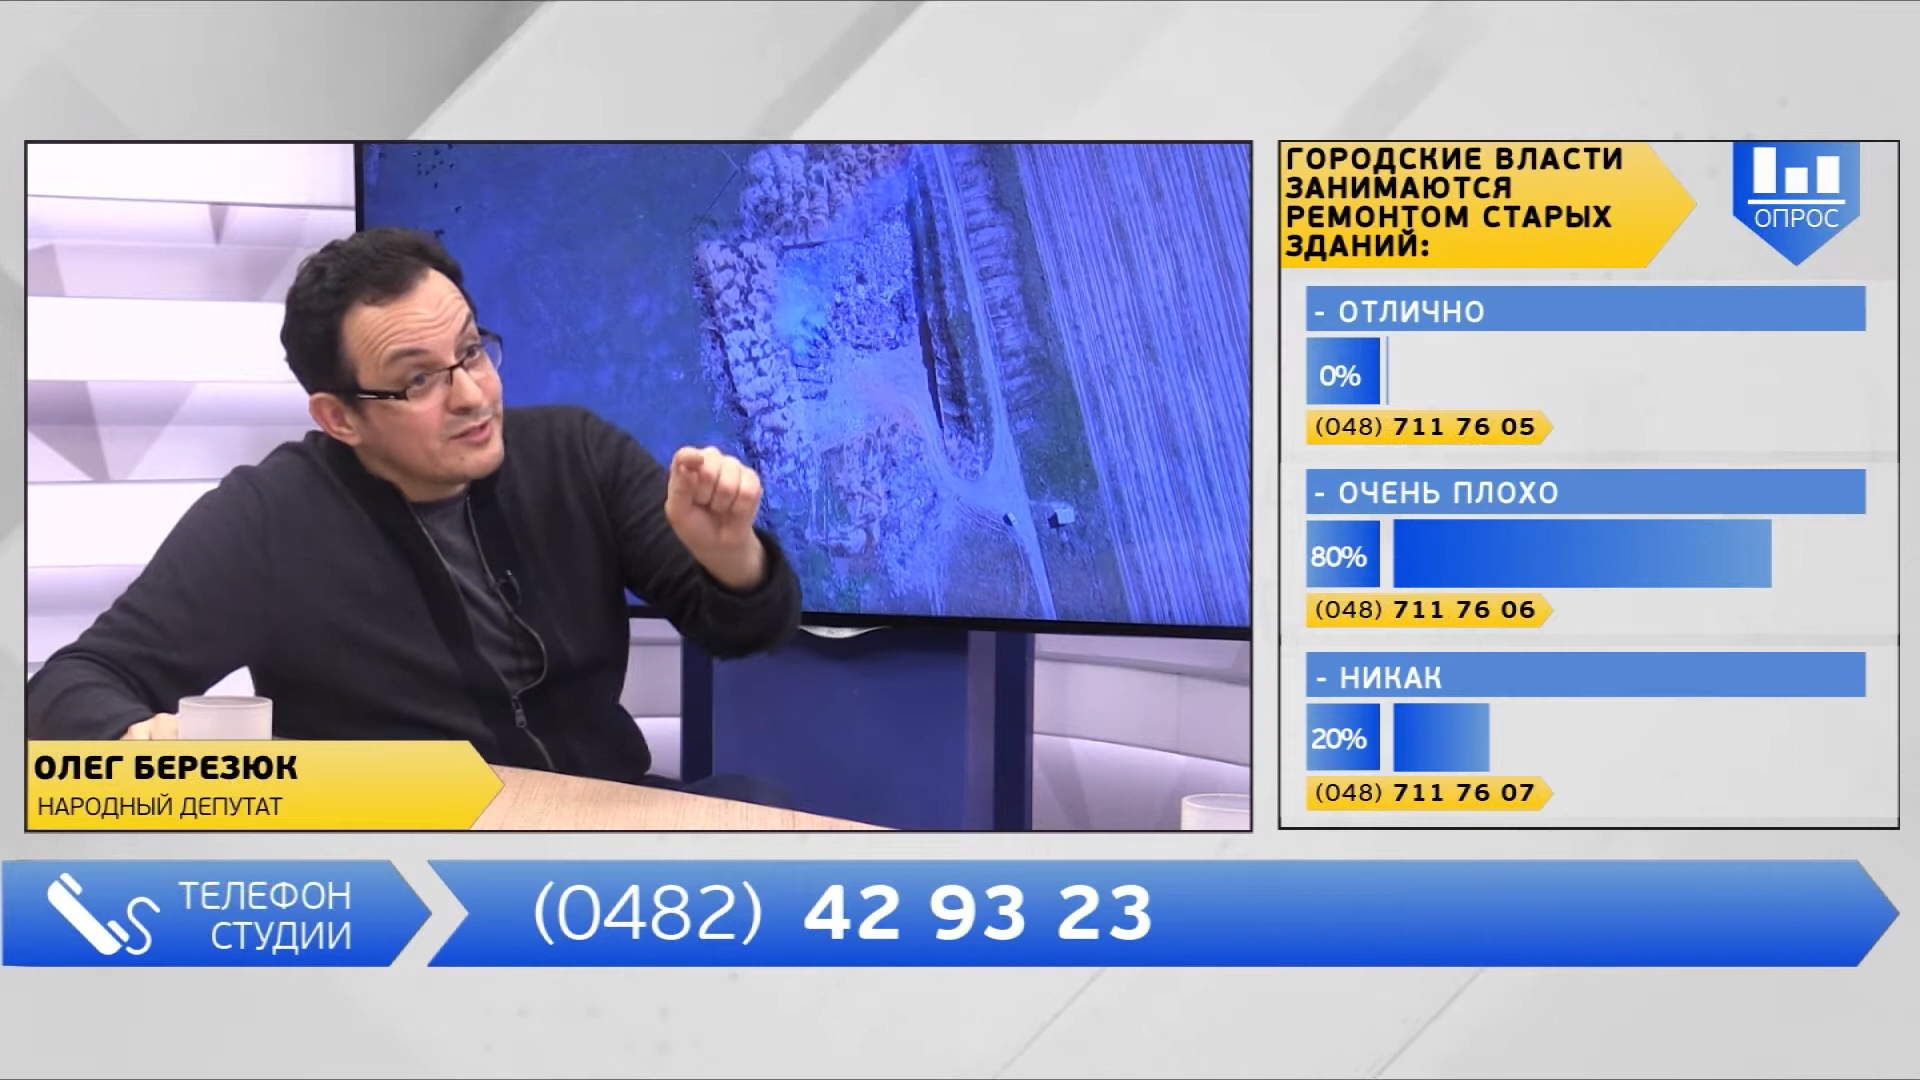 ГОРОДСКИЕ ВЛАСТИ
ЗАНИМАЮТСЯ
РЕМОНТОМ СТАРЫХ
ЗДАНИЙ:
ОПРОС
- ОТЛИЧНО
0%
(048) 711 76 05
- ОЧЕНЬ ПЛОХО
80%
(048) 711 76 06
- НИКАК
20%
(048) 711 76 07
ОЛЕГ БЕРЕЗЮК
НАРОДНЫЙ ДЕПУТАТ
ТЕЛЕФОН
СТУДИИ
(0482) 42 93 23